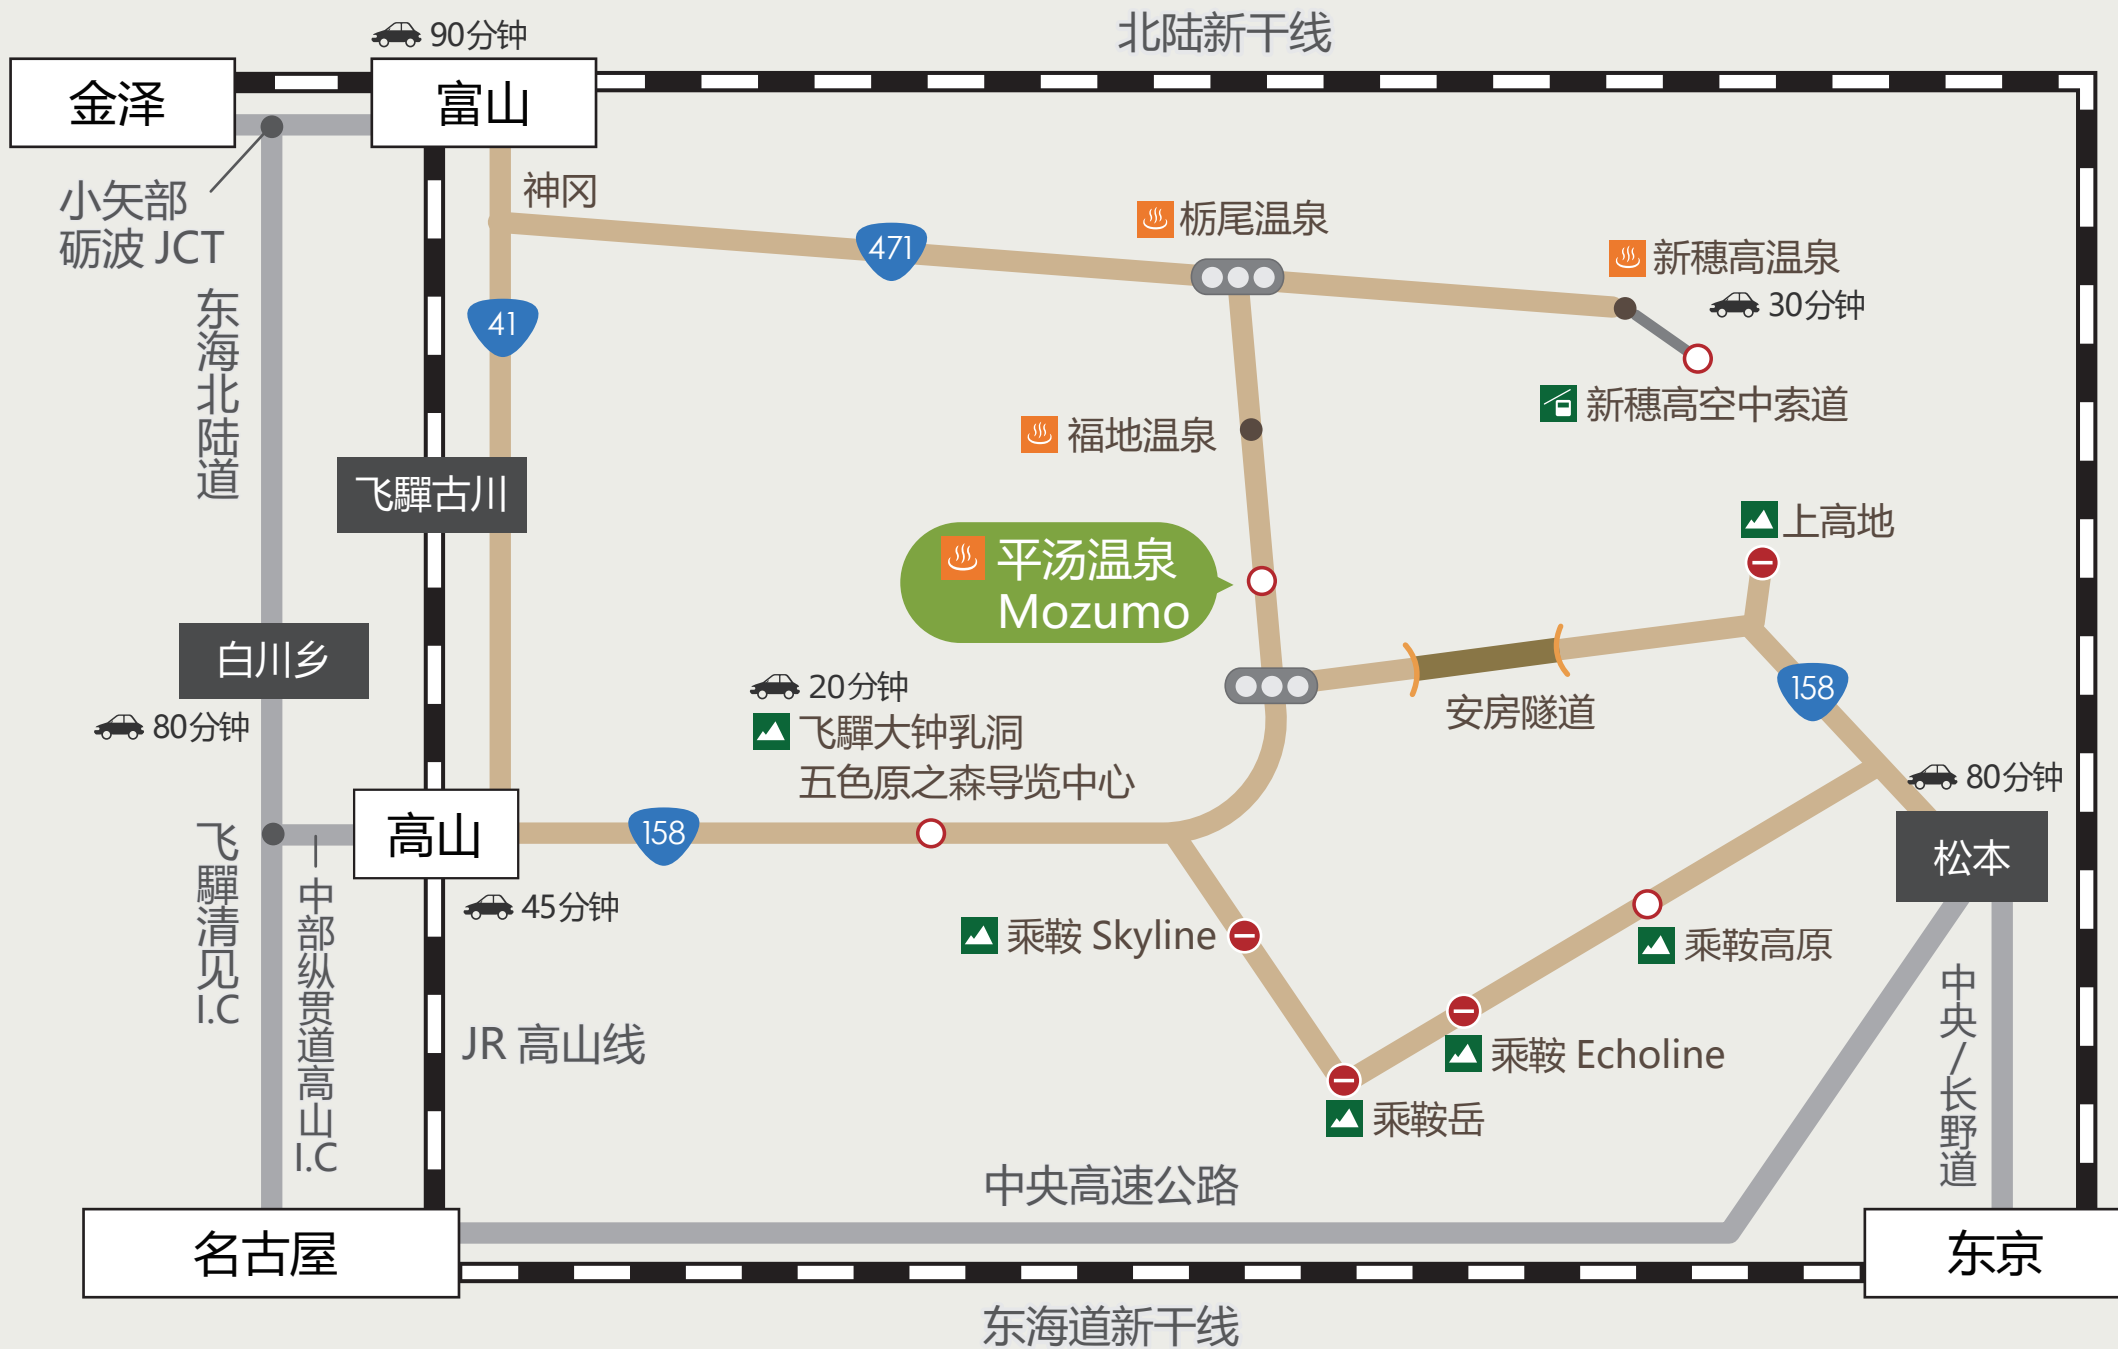 90分钟
北陆新干线
金泽
富山
小矢部
砺波 JCT
神冈
471
栃尾温泉
新穗高温泉
30分钟
新穗高空中索道
41
东海北陆道
福地温泉
飞驒古川
上高地
平汤温泉
Mozumo
安房隧道
158
白川乡
80分钟
20分钟
飞驒大钟乳洞
五色原之森导览中心
80分钟
松本
高山
158
45分钟
飞驒清见I.C
中部纵贯道高山I.C
乘鞍 Skyline
乘鞍高原
JR 高山线
乘鞍 Echoline
乘鞍岳
中央/长野道
中央高速公路
名古屋
东京
东海道新干线